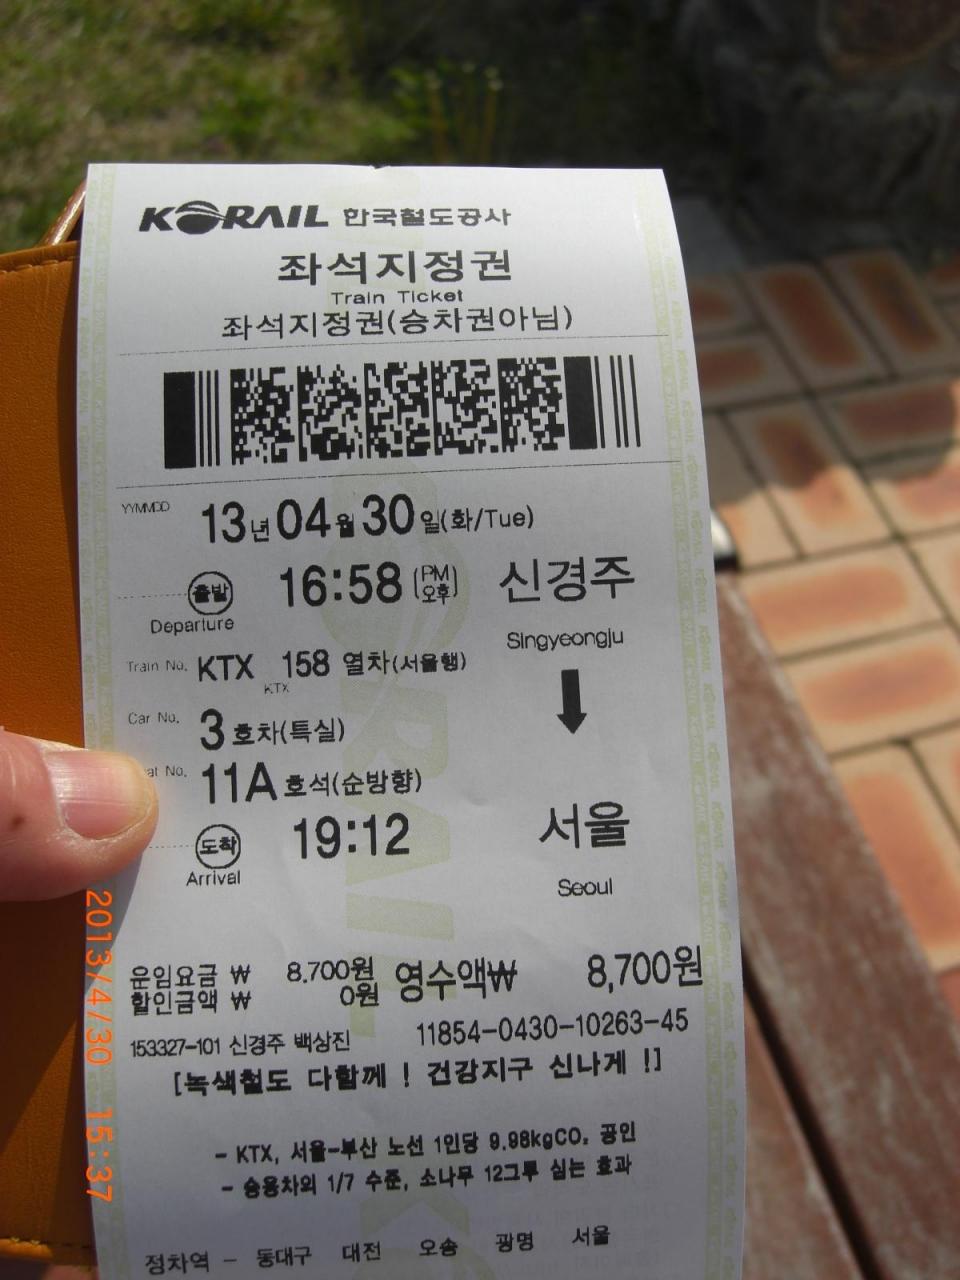 KORAIL 한국철도공사
좌석지정권
Train Ticket
좌석지정권(승차권아님)
YYMMDD 13년 04월 30일(화/Tue)
출발 16:58 (PM 오후) 신경주
Departure Singyeongju
Train No. KTX 158 열차(서울행)
KTX
Car No. 3 호차(특실)
at No. 11A 호석(순방향)
도착 19:12 서울
Arrival Seoul
운임요금 ₩ 8,700원 영수액₩ 8,700원
할인금액 ₩ 0원
153327-101 신경주 백상진 11854-0430-10263-45
[녹색철도 다함께 ! 건강지구 신나게 !]
- KTX, 서울-부산 노선 1인당 9.98kgCO₂ 공인
- 승용차의 1/7 수준, 소나무 12그루 심는 효과
정차역 - 동대구 대전 오송 광명 서울
2013/4/30 15:37